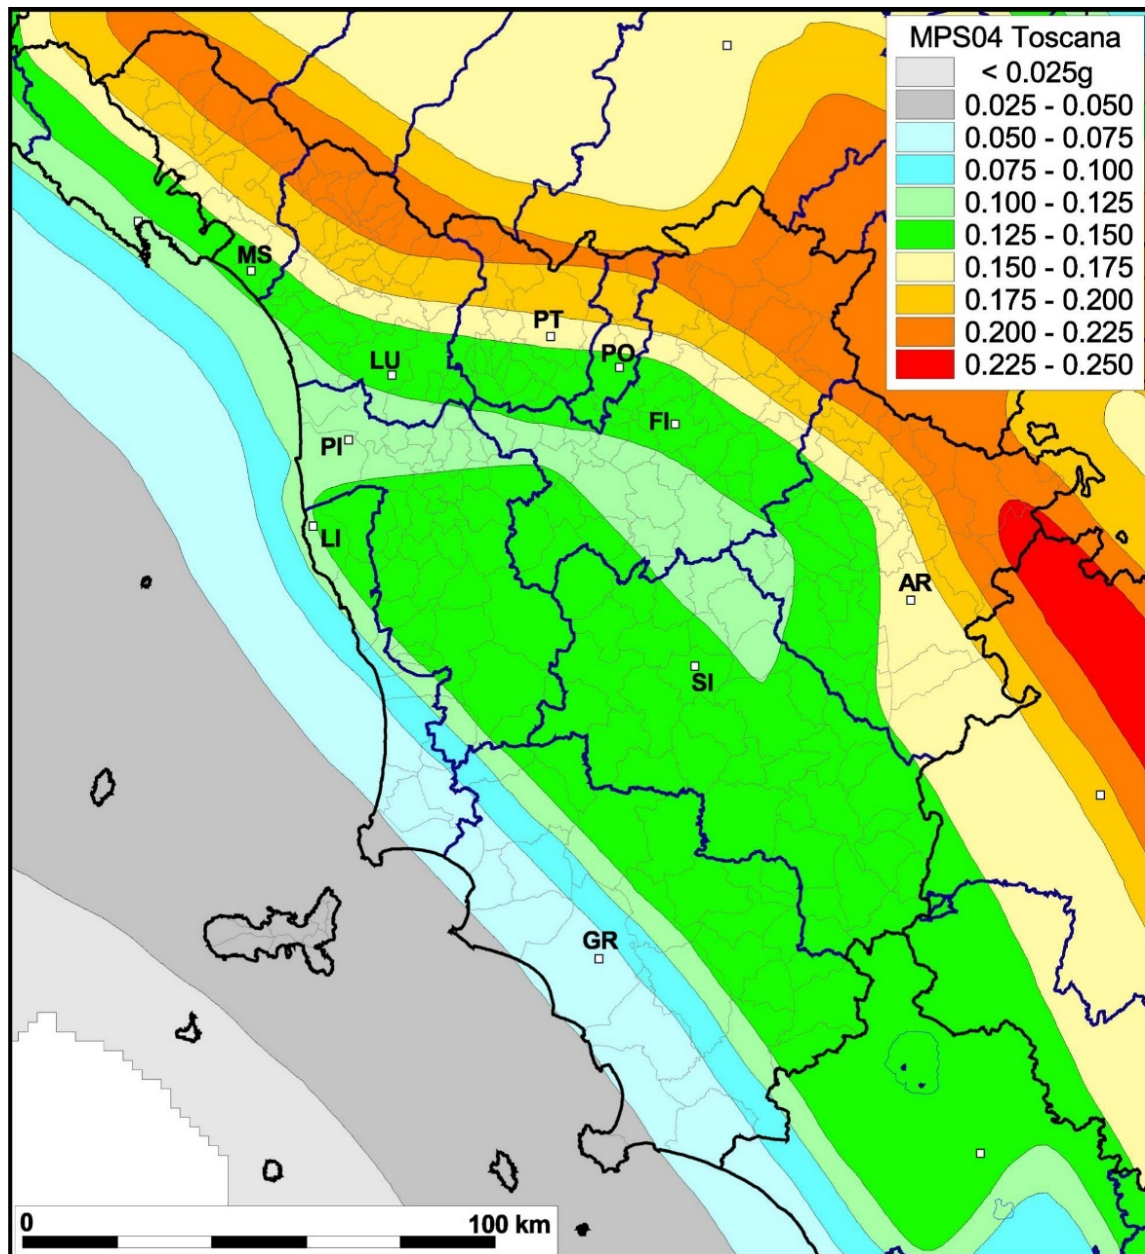 MPS04 Toscana
< 0.025g
0.025 - 0.050
0.050 - 0.075
0.075 - 0.100
0.100 - 0.125
0.125 - 0.150
0.150 - 0.175
0.175 - 0.200
0.200 - 0.225
0.225 - 0.250
MS
PT
LU
PO
FI
PI
LI
AR
SI
GR
0 100 km